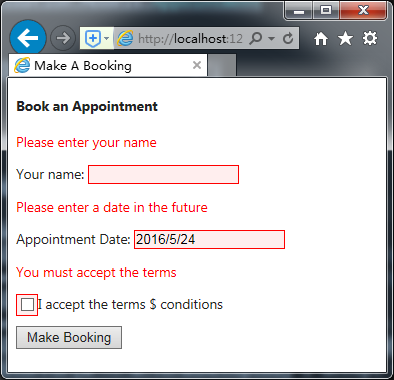 http://localhost:12
Make A Booking
Book an Appointment
Please enter your name
Your name:
Please enter a date in the future
Appointment Date: 2016/5/24
You must accept the terms
I accept the terms $ conditions
Make Booking